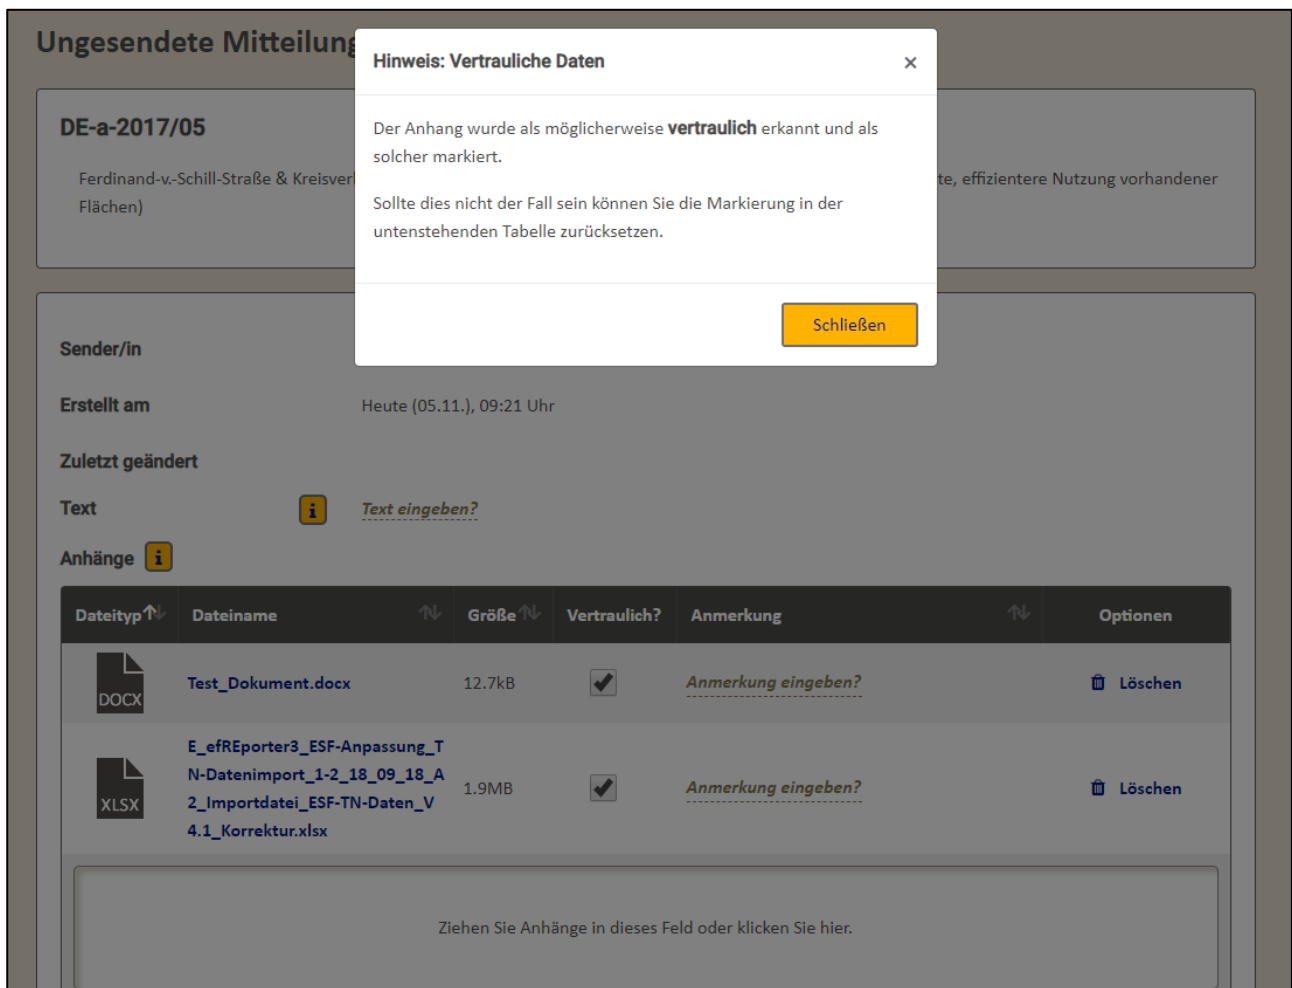 Ungesendete Mitteilung
Hinweis: Vertrauliche Daten
×
Der Anhang wurde als möglicherweise vertraulich erkannt und als
solcher markiert.
Sollte dies nicht der Fall sein können Sie die Markierung in der
untenstehenden Tabelle zurücksetzen.
Schließen
DE-a-2017/05
Ferdinand-v.-Schill-Straße & Kreisverl te, effizientere Nutzung vorhandener
Flächen)
Sender/in
Erstellt am Heute (05.11.), 09:21 Uhr
Zuletzt geändert
Text i Text eingeben?
Anhänge i
Dateityp Dateiname Größe Vertraulich? Anmerkung Optionen
DOCX Test_Dokument.docx 12.7kB Anmerkung eingeben? Löschen
E_efREporter3_ESF-Anpassung_T
N-Datenimport_1-2_18_09_18_A
XLSX 2_Importdatei_ESF-TN-Daten_V 1.9MB Anmerkung eingeben? Löschen
4.1_Korrektur.xlsx
Ziehen Sie Anhänge in dieses Feld oder klicken Sie hier.